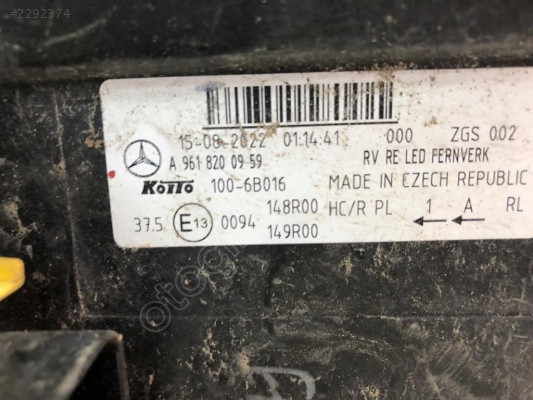 #2292374
15-08-2022 01:14:41 000 ZGS 002
A 961 820 09 59 RV RE LED FERNVERK
KOITO 100-6B016 MADE IN CZECH REPUBLIC
148R00 HC/R PL 1 A RL
37.5 E13 0094
149R00